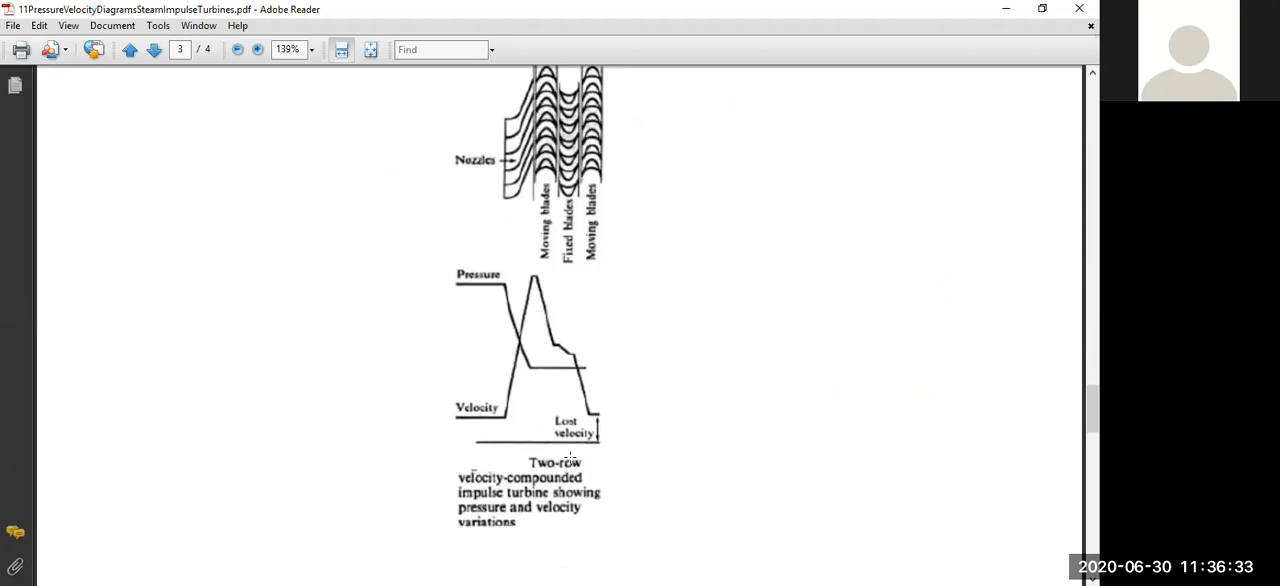 11PressureVelocityDiagramsSteamImpulseTurbines.pdf - Adobe Reader
File Edit View Document Tools Window Help
3 / 4 139% Find
Nozzles
Moving blades
Fixed blades
Moving blades
Pressure
Velocity
Lost
velocity
Two-row
velocity-compounded
impulse turbine showing
pressure and velocity
variations
2020-06-30 11:36:33